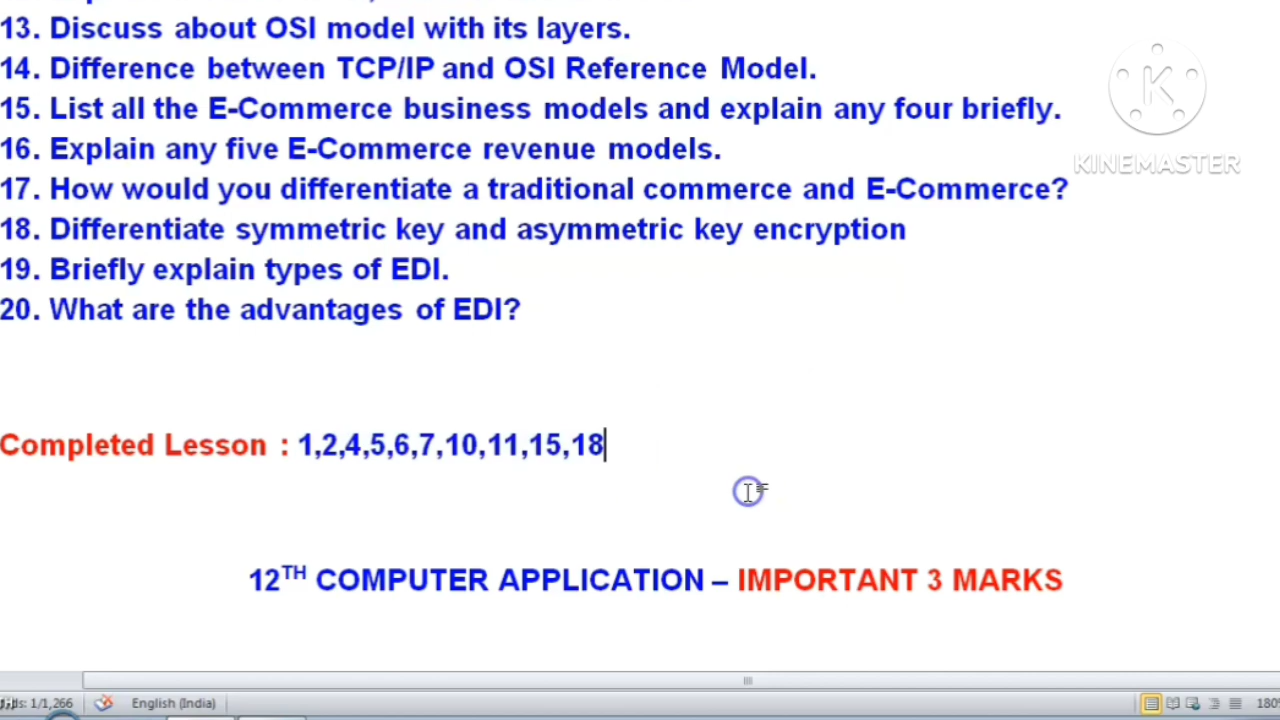 13. Discuss about OSI model with its layers.
14. Difference between TCP/IP and OSI Reference Model.
15. List all the E-Commerce business models and explain any four briefly.
16. Explain any five E-Commerce revenue models.
17. How would you differentiate a traditional commerce and E-Commerce?
18. Differentiate symmetric key and asymmetric key encryption
19. Briefly explain types of EDI.
20. What are the advantages of EDI?
Completed Lesson : 1,2,4,5,6,7,10,11,15,18
12TH COMPUTER APPLICATION – IMPORTANT 3 MARKS
K
KINEMASTER
1/1,266 English (India) 180